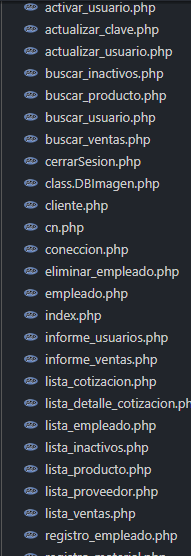 activar_usuario.php
actualizar_clave.php
actualizar_usuario.php
buscar_inactivos.php
buscar_producto.php
buscar_usuario.php
buscar_ventas.php
cerrarSesion.php
class.DBImagen.php
cliente.php
cn.php
coneccion.php
eliminar_empleado.php
empleado.php
index.php
informe_usuarios.php
informe_ventas.php
lista_cotizacion.php
lista_detalle_cotizacion.ph
lista_empleado.php
lista_inactivos.php
lista_producto.php
lista_proveedor.php
lista_ventas.php
registro_empleado.php
registro_material.php